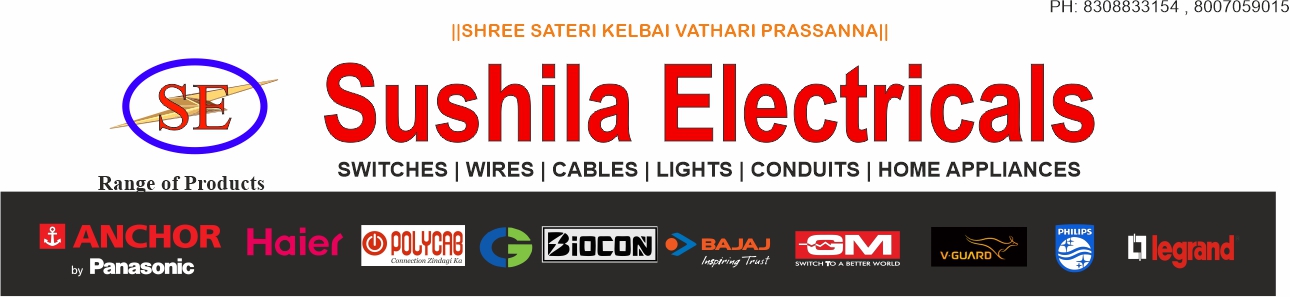 PH: 8308833154 , 8007059015
||SHREE SATERI KELBAI VATHARI PRASSANNA||
SE
Sushila Electricals
SWITCHES | WIRES | CABLES | LIGHTS | CONDUITS | HOME APPLIANCES
Range of Products
ANCHOR
by Panasonic
Haier
POLYCAB
Connection Zindagi Ka
G
BIOCON
BAJAJ
Inspiring Trust
GM
SWITCH TO A BETTER WORLD
V-GUARD
PHILIPS
legrand